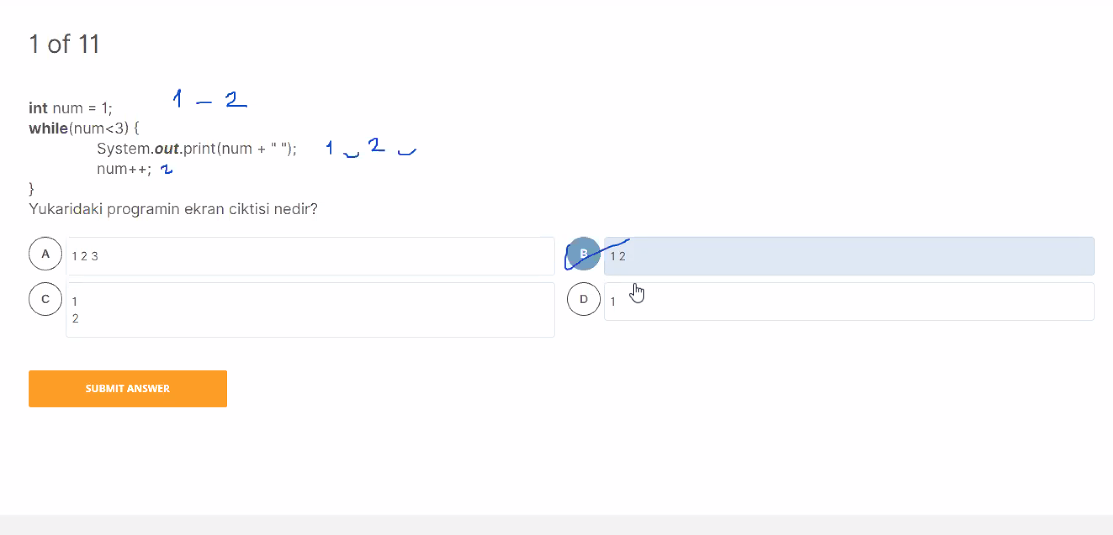 1 of 11
1 - 2
int num = 1;
while(num<3) {
System.out.print(num + " "); 1 2
num++; 2
}
Yukaridaki programin ekran ciktisi nedir?
A 1 2 3
B 1 2
C 1
2
D 1
SUBMIT ANSWER